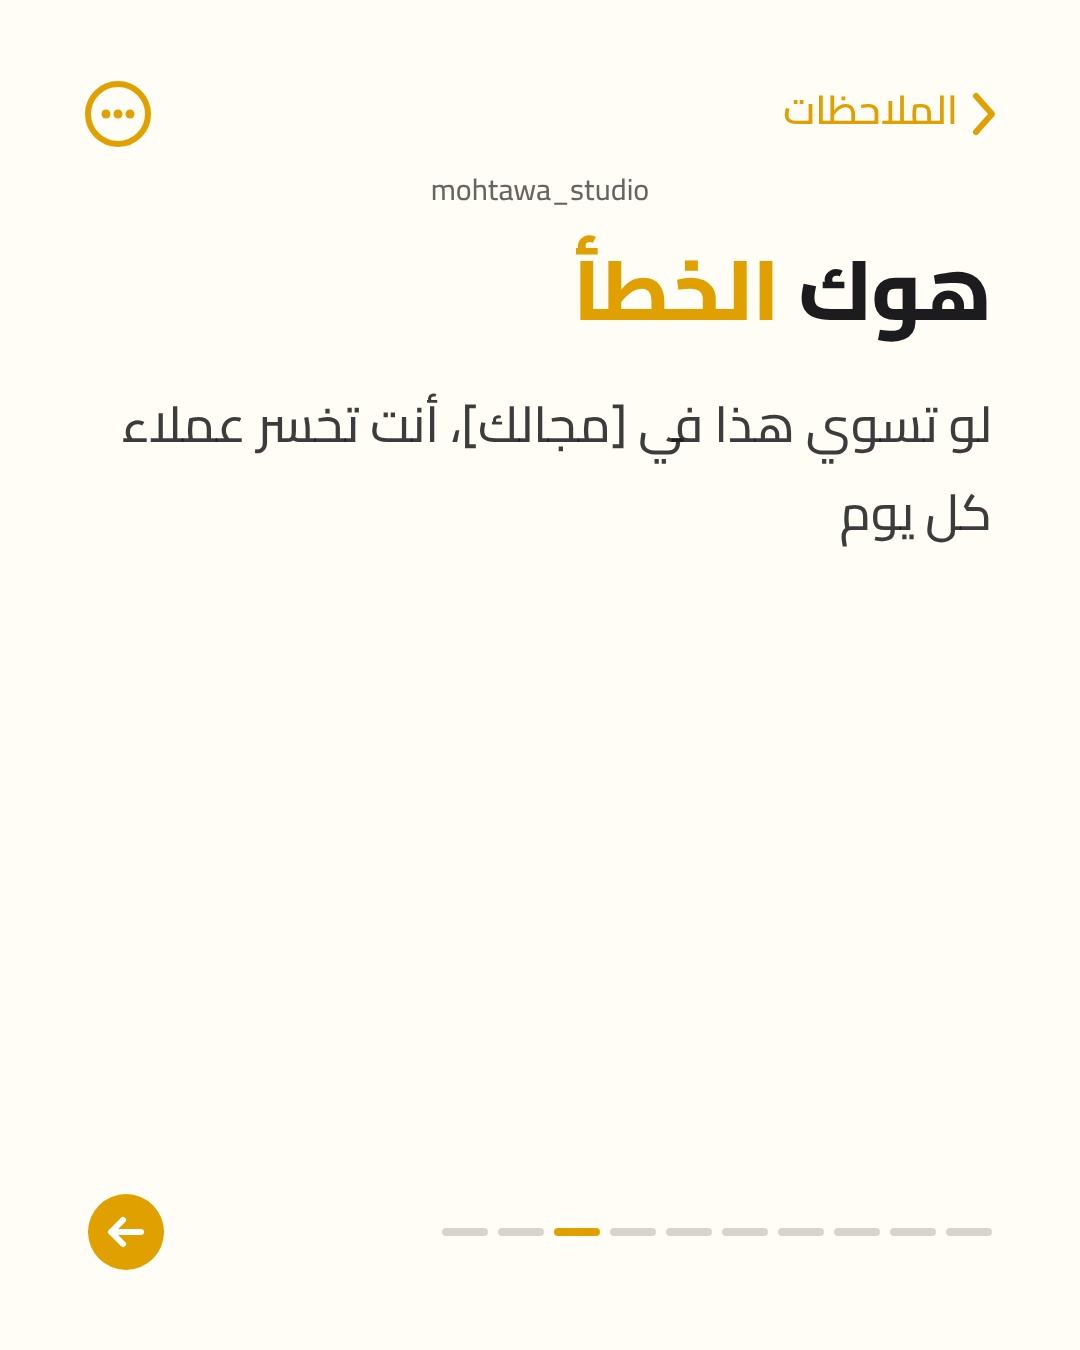 الملاحظات
mohtawa_studio
هوك الخطأ
لو تسوي هذا في [مجالك]، أنت تخسر عملاء
كل يوم